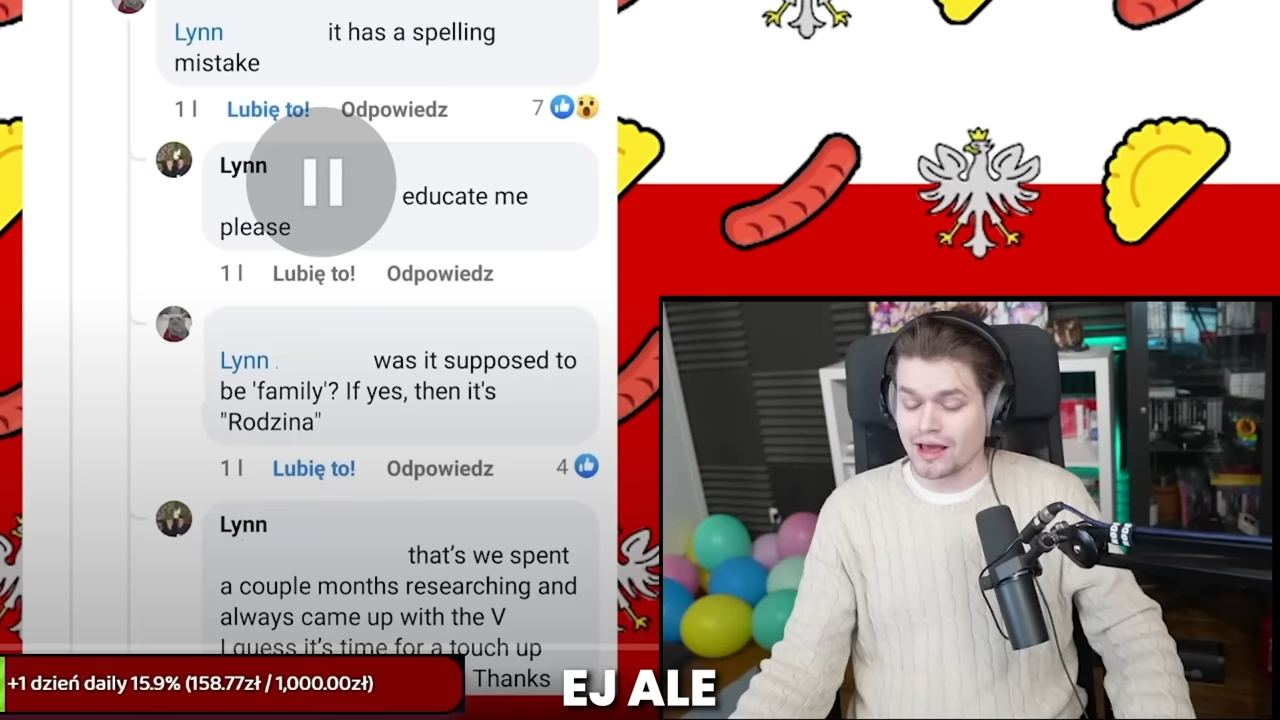 Lynn it has a spelling
mistake
1 l Lubię to! Odpowiedz 7
Lynn
educate me
please
1 l Lubię to! Odpowiedz
Lynn was it supposed to
be 'family'? If yes, then it's
"Rodzina"
1 l Lubię to! Odpowiedz 4
Lynn
that's we spent
a couple months researching and
always came up with the V
I guess it's time for a touch up
Thanks
+1 dzień daily 15.9% (158.77zł / 1,000.00zł)
EJ ALE